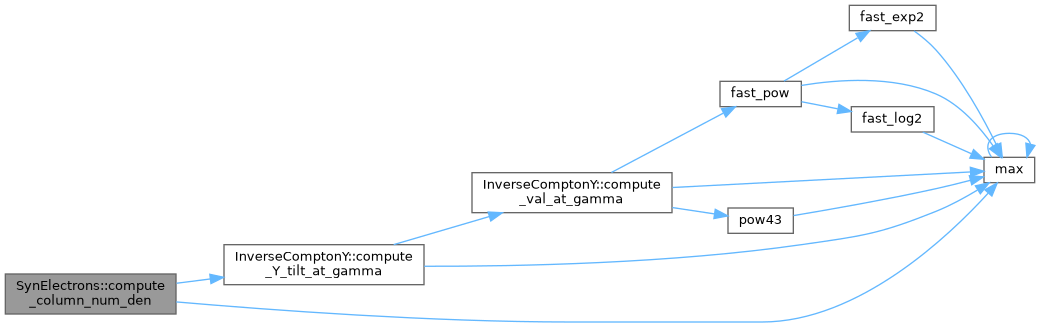 fast_exp2
fast_pow
fast_log2
max
InverseComptonY::compute
_val_at_gamma
pow43
InverseComptonY::compute
_Y_tilt_at_gamma
SynElectrons::compute
_column_num_den